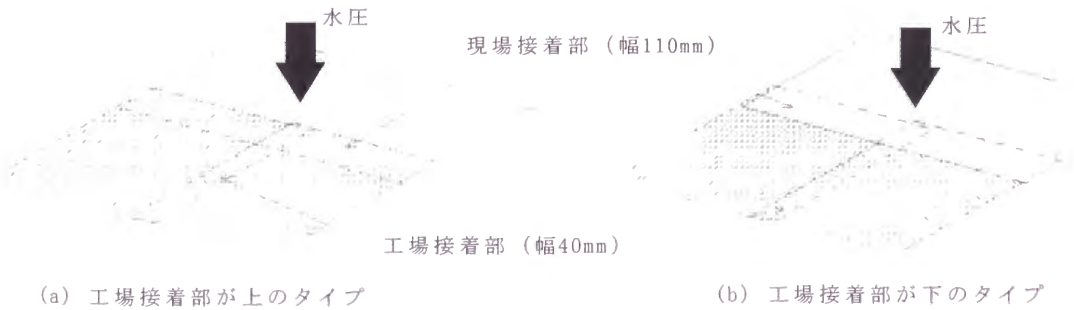 水圧
水圧
現場接着部（幅110mm）
工場接着部（幅40mm）
(a) 工場接着部が上のタイプ
(b) 工場接着部が下のタイプ